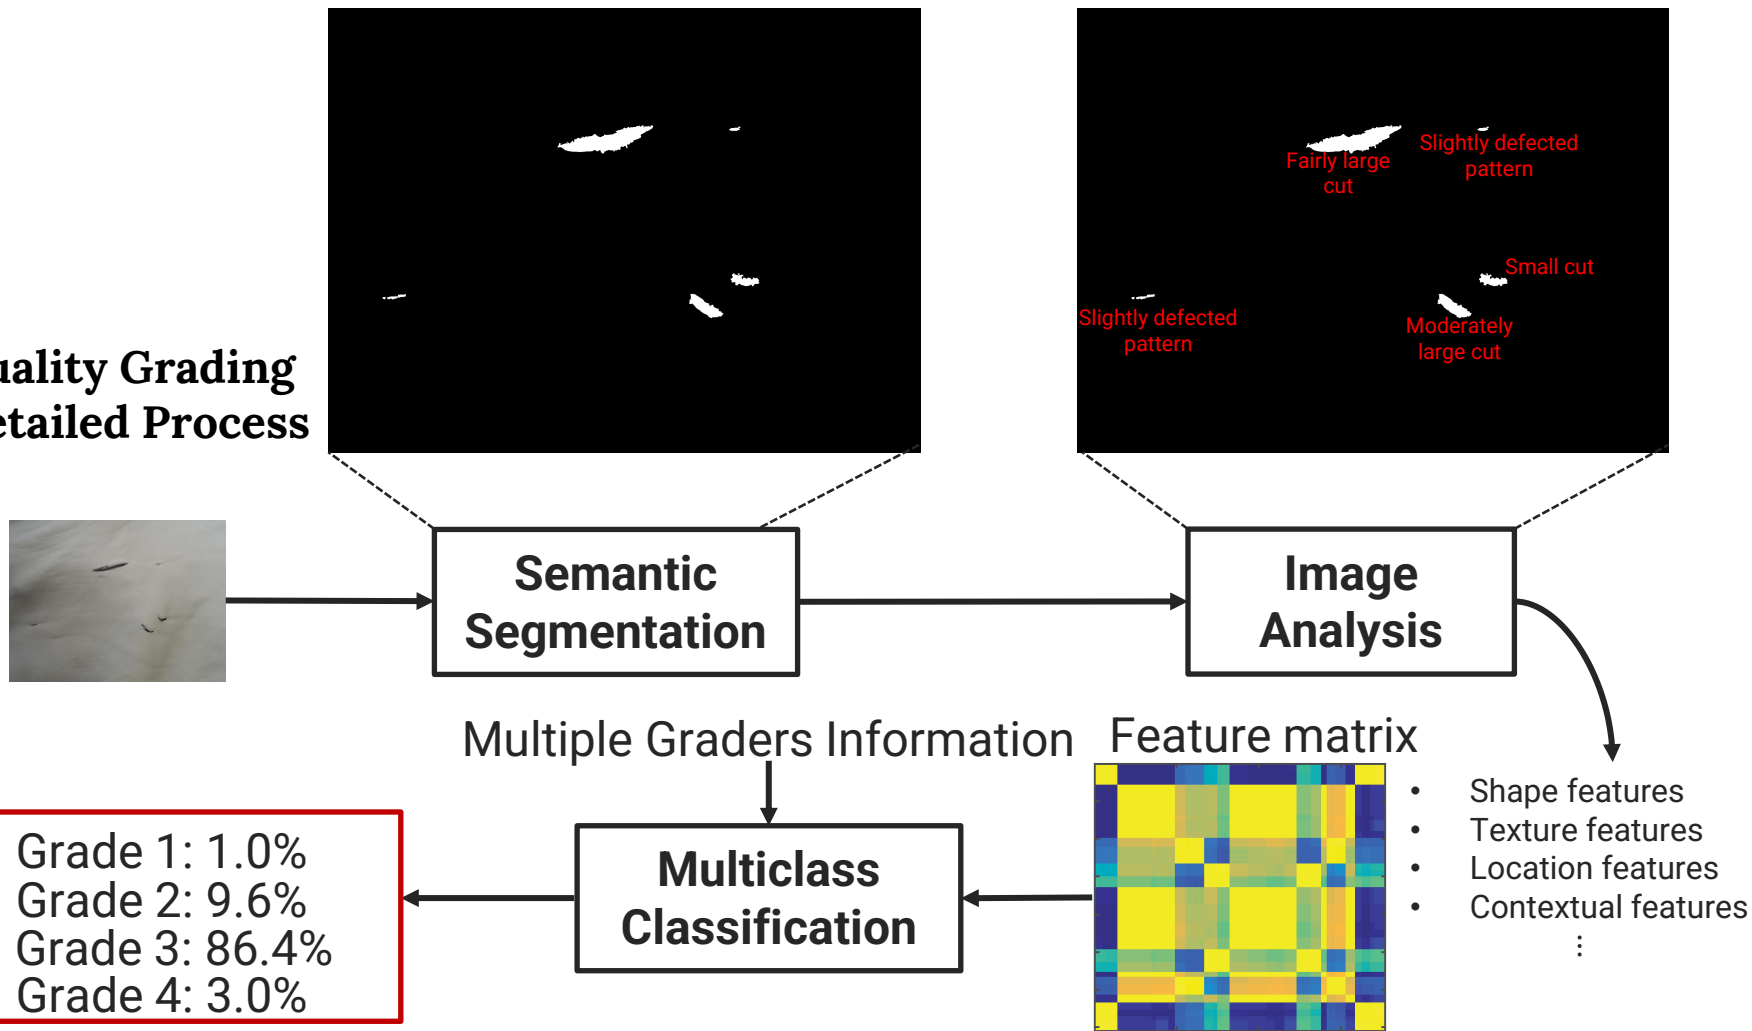 Fairly large
cut
Slightly defected
pattern
Small cut
Slightly defected
pattern
Moderately
large cut
uality Grading
etailed Process
Semantic
Segmentation
Image
Analysis
Multiple Graders Information
Feature matrix
• Shape features
• Texture features
• Location features
• Contextual features
⋮
Multiclass
Classification
Grade 1: 1.0%
Grade 2: 9.6%
Grade 3: 86.4%
Grade 4: 3.0%